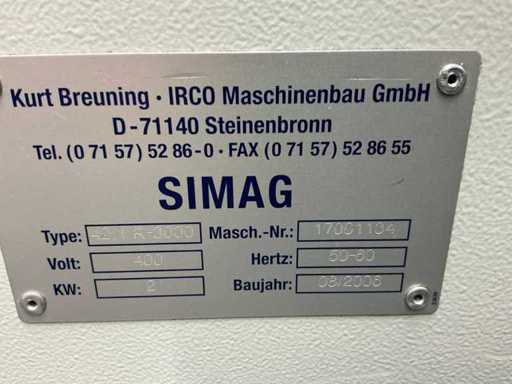 Kurt Breuning · IRCO Maschinenbau GmbH
D-71140 Steinenbronn
Tel. (0 71 57) 52 86-0 · FAX (0 71 57) 52 86 55
SIMAG
Type: Masch.-Nr.:
Volt: 400 Hertz: 50-60
KW: 2 Baujahr: 08/2006